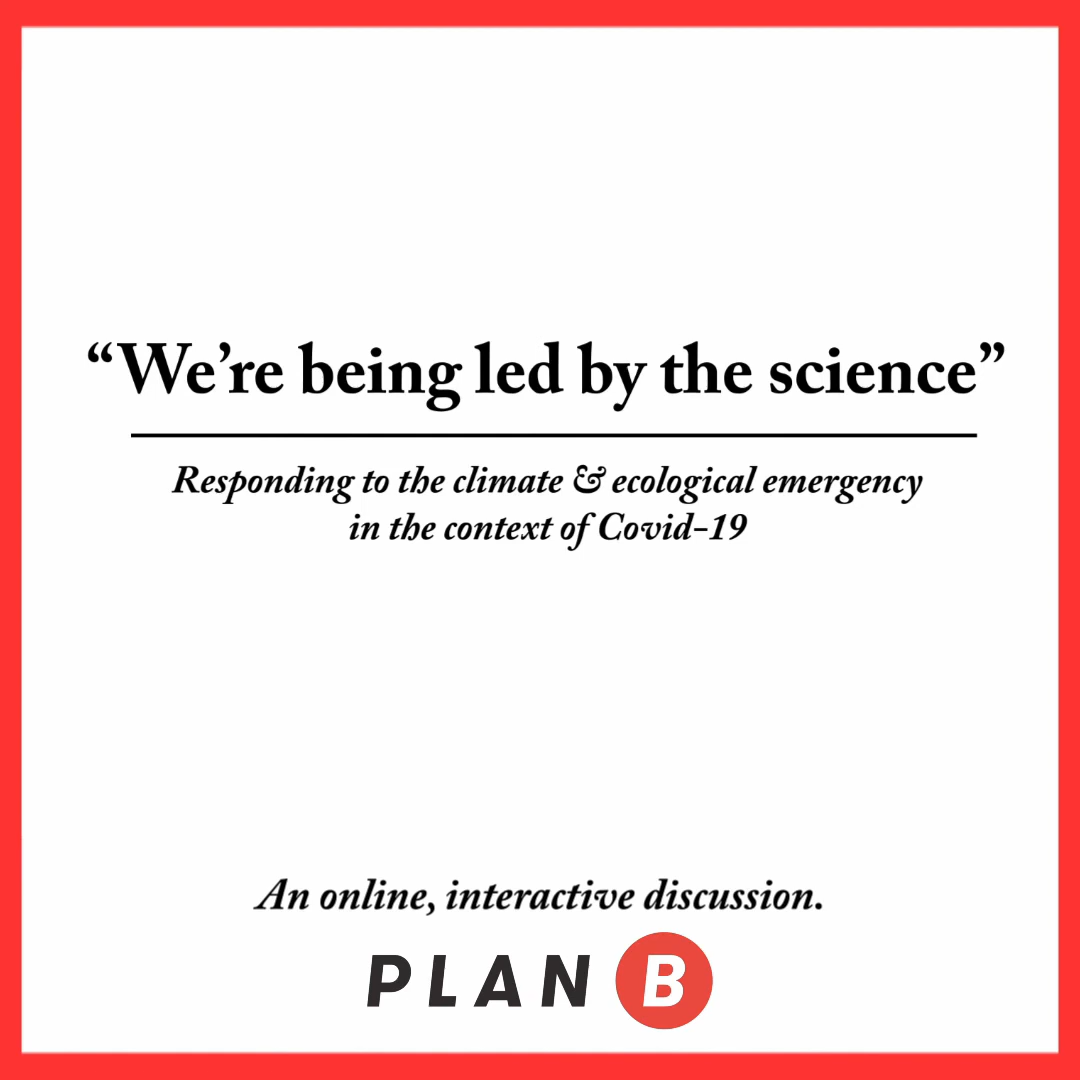 “We’re being led by the science”
Responding to the climate & ecological emergency
in the context of Covid-19
An online, interactive discussion.
PLAN B